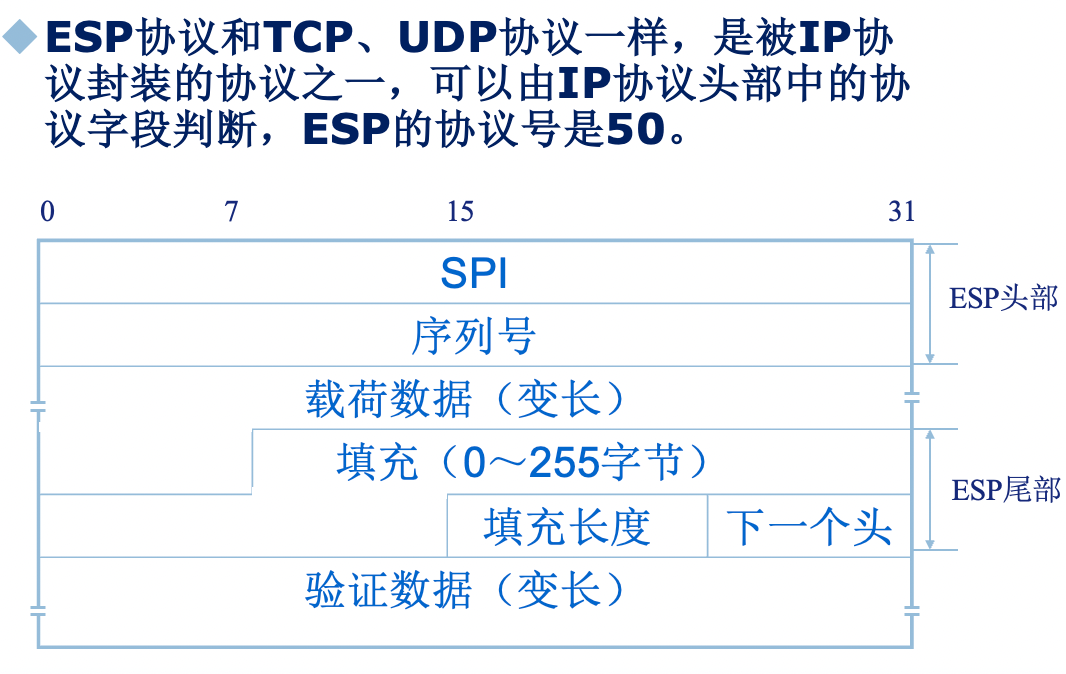 ESP协议和TCP、UDP协议一样，是被IP协
议封装的协议之一，可以由IP协议头部中的协
议字段判断，ESP的协议号是50。
0 7 15 31
SPI
ESP头部
序列号
载荷数据（变长）
填充（0～255字节）
ESP尾部
填充长度 下一个头
验证数据（变长）